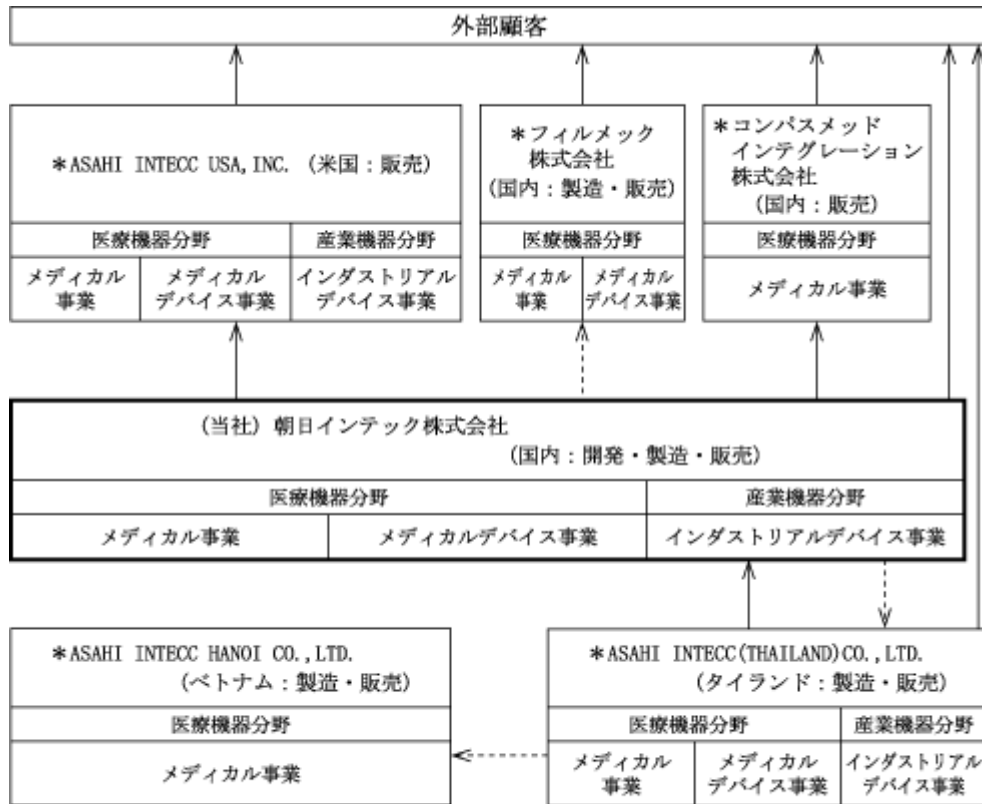 外部顧客
*ASAHI INTECC USA,INC.（米国：販売）
医療機器分野
産業機器分野
メディカル
事業
メディカル
デバイス事業
インダストリアル
デバイス事業
*フィルメック
株式会社
（国内：製造・販売）
医療機器分野
メディカル
事業
メディカル
デバイス事業
*コンパスメッド
インテグレーション
株式会社
（国内：販売）
医療機器分野
メディカル事業
（当社）朝日インテック株式会社
（国内：開発・製造・販売）
医療機器分野
産業機器分野
メディカル事業
メディカルデバイス事業
インダストリアルデバイス事業
*ASAHI INTECC HANOI CO.,LTD.
（ベトナム：製造・販売）
医療機器分野
メディカル事業
*ASAHI INTECC(THAILAND)CO.,LTD.
（タイランド：製造・販売）
医療機器分野
産業機器分野
メディカル
事業
メディカル
デバイス事業
インダストリアル
デバイス事業